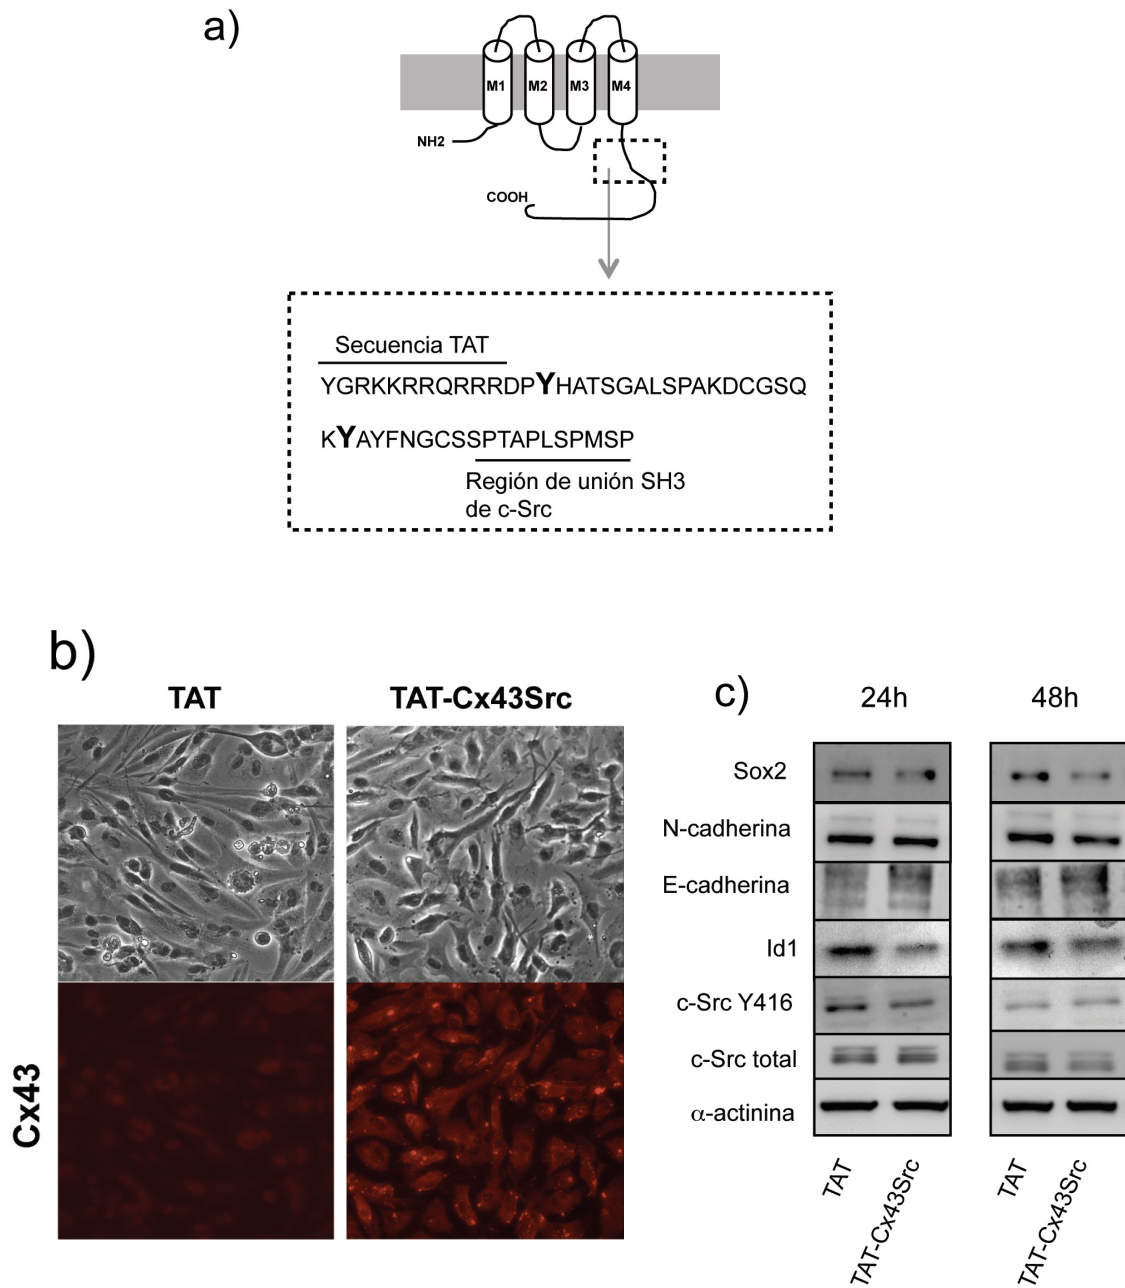 a)
M1 M2 M3 M4
NH2
COOH
Secuencia TAT
YGRKKRRQRRRDPYHATSGALSPAKDCGSQ
KYAYFNGCSSPTAPLSPMSP
Región de unión SH3
de c-Src
b)
TAT TAT-Cx43Src
Cx43
c) 24h 48h
Sox2
N-cadherina
E-cadherina
Id1
c-Src Y416
c-Src total
α-actinina
TAT TAT-Cx43Src TAT TAT-Cx43Src